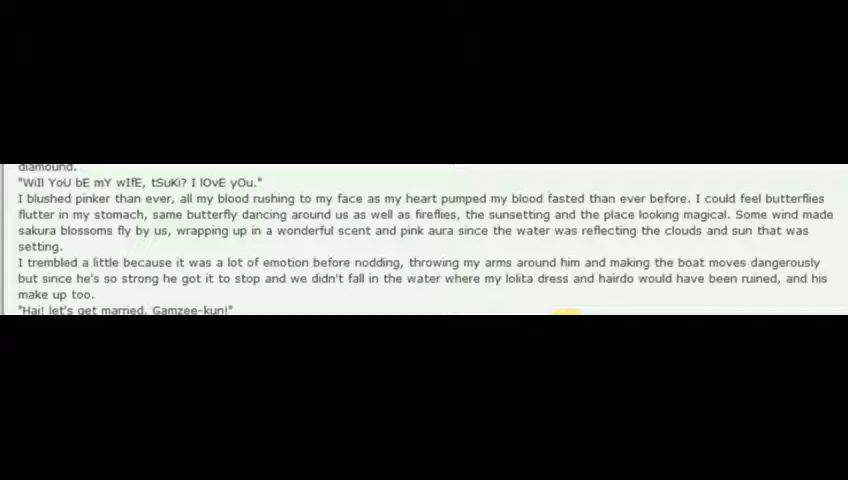 diamound.
"WiIl YoU bE mY wIfE, tSuKi? I lOvE yOu."
I blushed pinker than ever, all my blood rushing to my face as my heart pumped my blood fasted than ever before. I could feel butterflies
flutter in my stomach, same butterfly dancing around us as well as fireflies, the sunsetting and the place looking magical. Some wind made
sakura blossoms fly by us, wrapping up in a wonderful scent and pink aura since the water was reflecting the clouds and sun that was
setting.
I trembled a little because it was a lot of emotion before nodding, throwing my arms around him and making the boat moves dangerously
but since he's so strong he got it to stop and we didn't fall in the water where my lolita dress and hairdo would have been ruined, and his
make up too.
"Hai! let's get married, Gamzee-kun!"